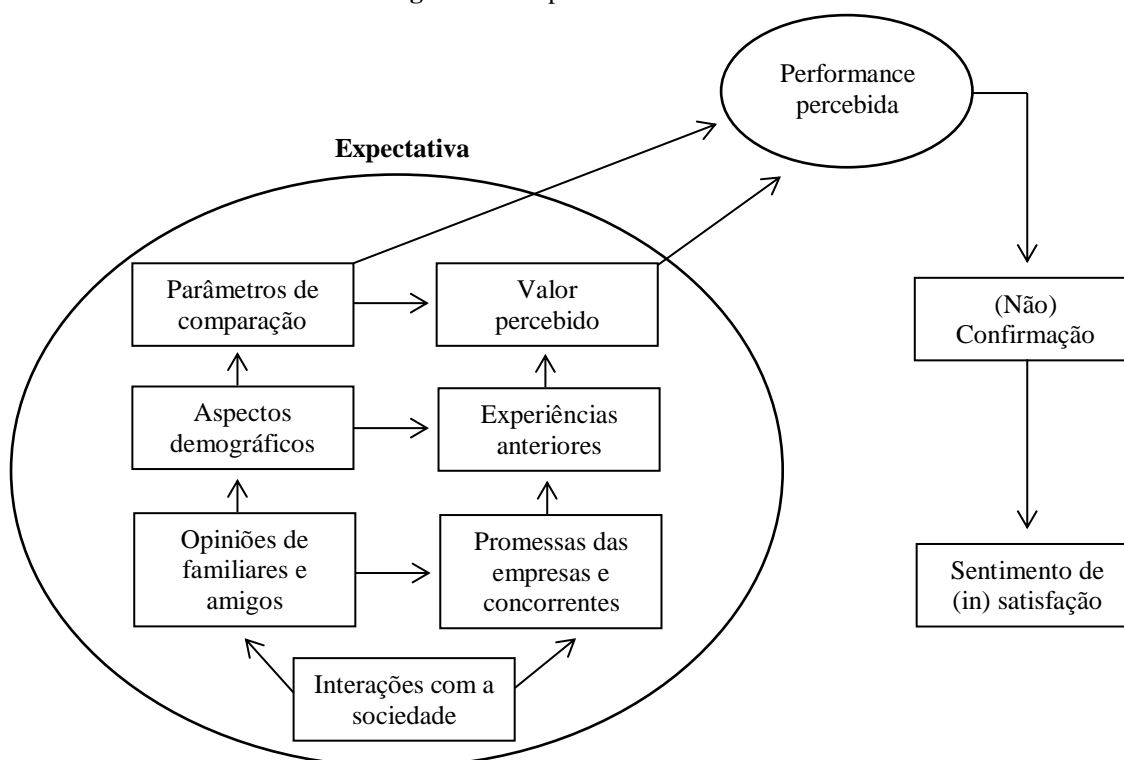 Performance
percebida
Expectativa
Parâmetros de
comparação
Valor
percebido
(Não)
Confirmação
Aspectos
demográficos
Experiências
anteriores
Opiniões de
familiares e
amigos
Promessas das
empresas e
concorrentes
Sentimento de
(in) satisfação
Interações com a
sociedade